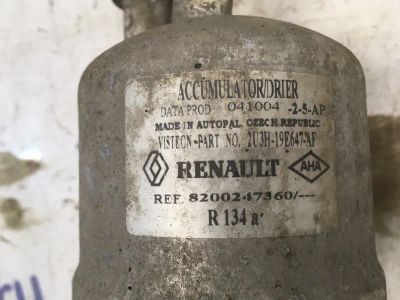 ACCUMULATOR/DRIER
DATA PROD 041004 -2-5-AP
MADE IN AUTOPAL, CZECH REPUBLIC
VISTEON -PART NO. 2U3H-19E647-AF
RENAULT AHA
REF. 8200247360/---
R 134 a
ru